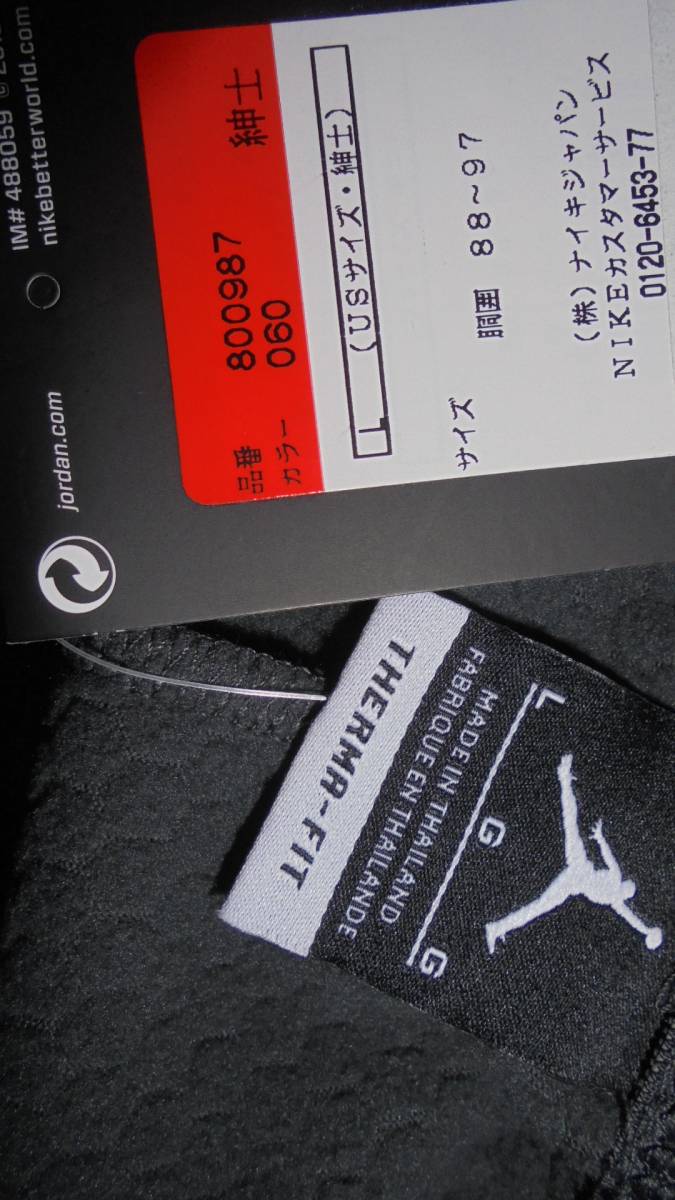 IM# 488059
nikebetterworld.com
jordan.com
品番 800987 紳士
カラー 060
L (USサイズ・紳士)
サイズ
胴囲 88~97
(株)ナイキジャパン
NIKEカスタマーサービス
0120-6453-77
THERMA-FIT
FABRIQUE EN THAILANDE
MADE IN THAILAND
L G G